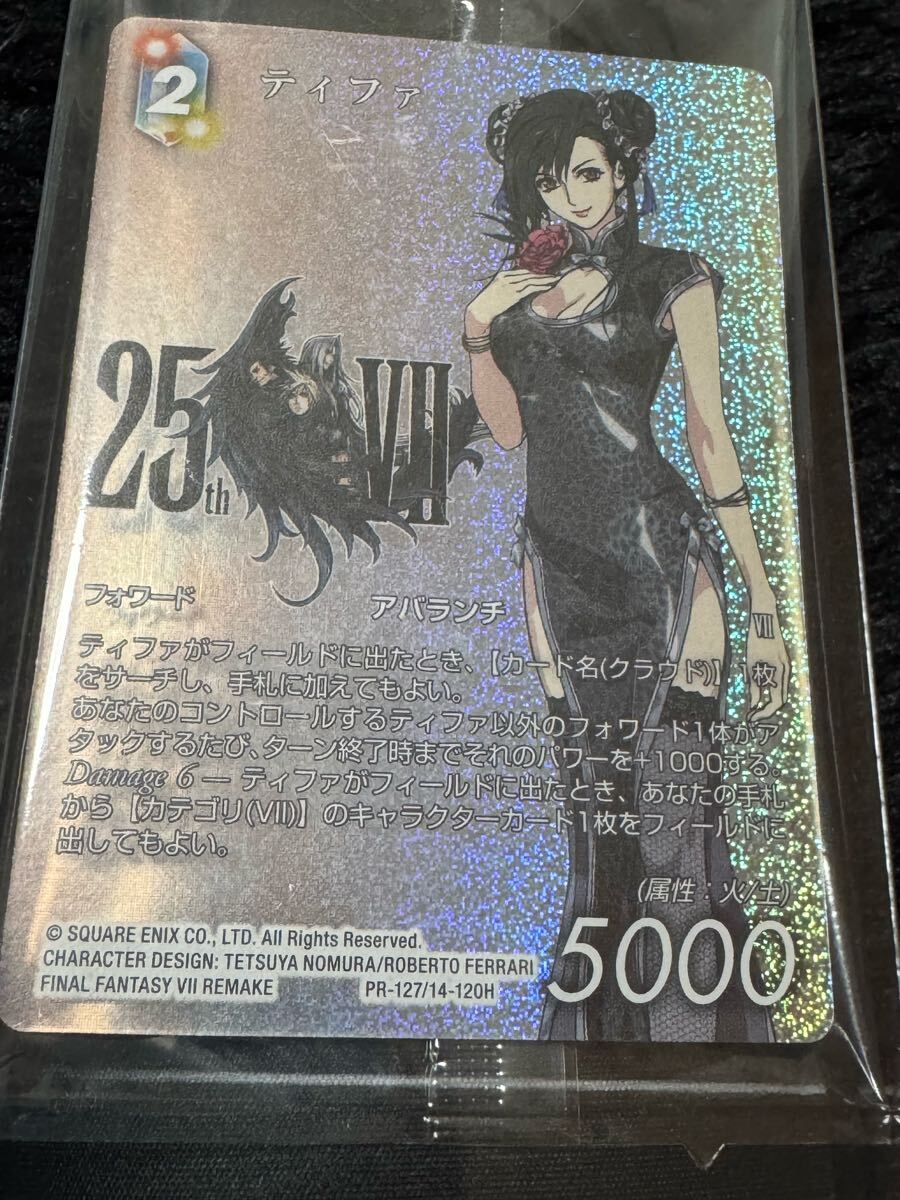 2
ティファ
25th VII
フォワード アバランチ
ティファがフィールドに出たとき、【カード名(クラウド)】1枚
をサーチし、手札に加えてもよい。
あなたのコントロールするティファ以外のフォワード1体がア
タックするたび、ターン終了時までそれのパワーを+1000する。
Damage 6 ― ティファがフィールドに出たとき、あなたの手札
から【カテゴリ(VII)】のキャラクターカード1枚をフィールドに
出してもよい。
VII
(属性：火/土)
© SQUARE ENIX CO., LTD. All Rights Reserved.
CHARACTER DESIGN: TETSUYA NOMURA/ROBERTO FERRARI
FINAL FANTASY VII REMAKE PR-127/14-120H
5000